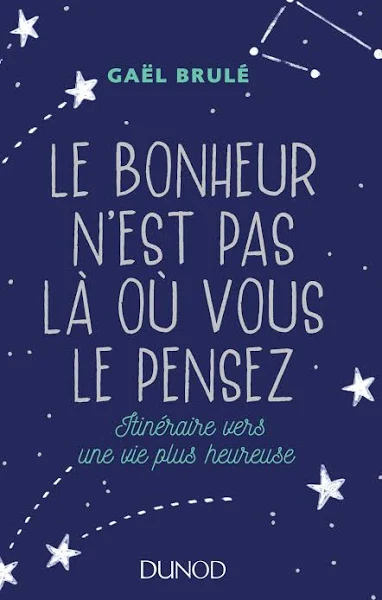 GAËL BRULÉ
LE BONHEUR
N'EST PAS
LÀ OÙ VOUS
LE PENSEZ
Itinéraire vers
une vie plus heureuse
DUNOD